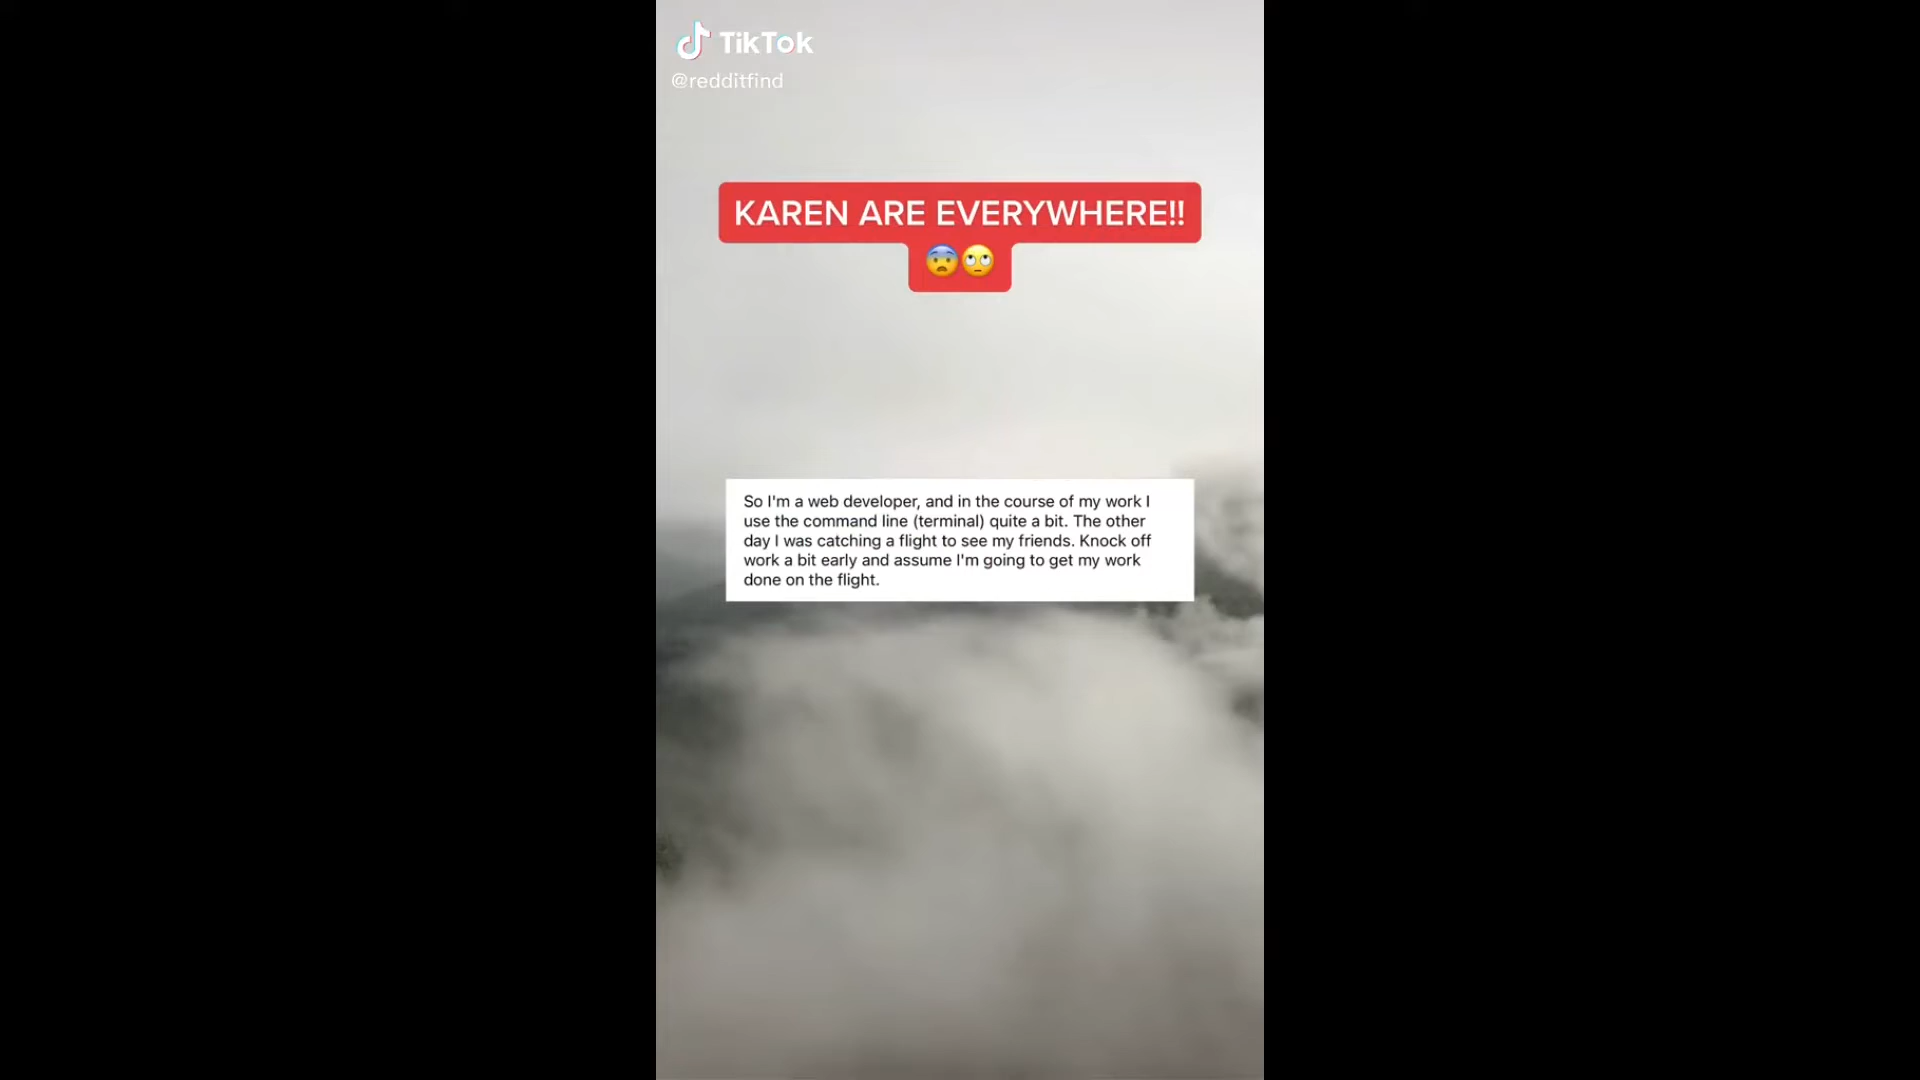 TikTok
@redditfind
KAREN ARE EVERYWHERE!!
😨🙄
So I'm a web developer, and in the course of my work I
use the command line (terminal) quite a bit. The other
day I was catching a flight to see my friends. Knock off
work a bit early and assume I'm going to get my work
done on the flight.